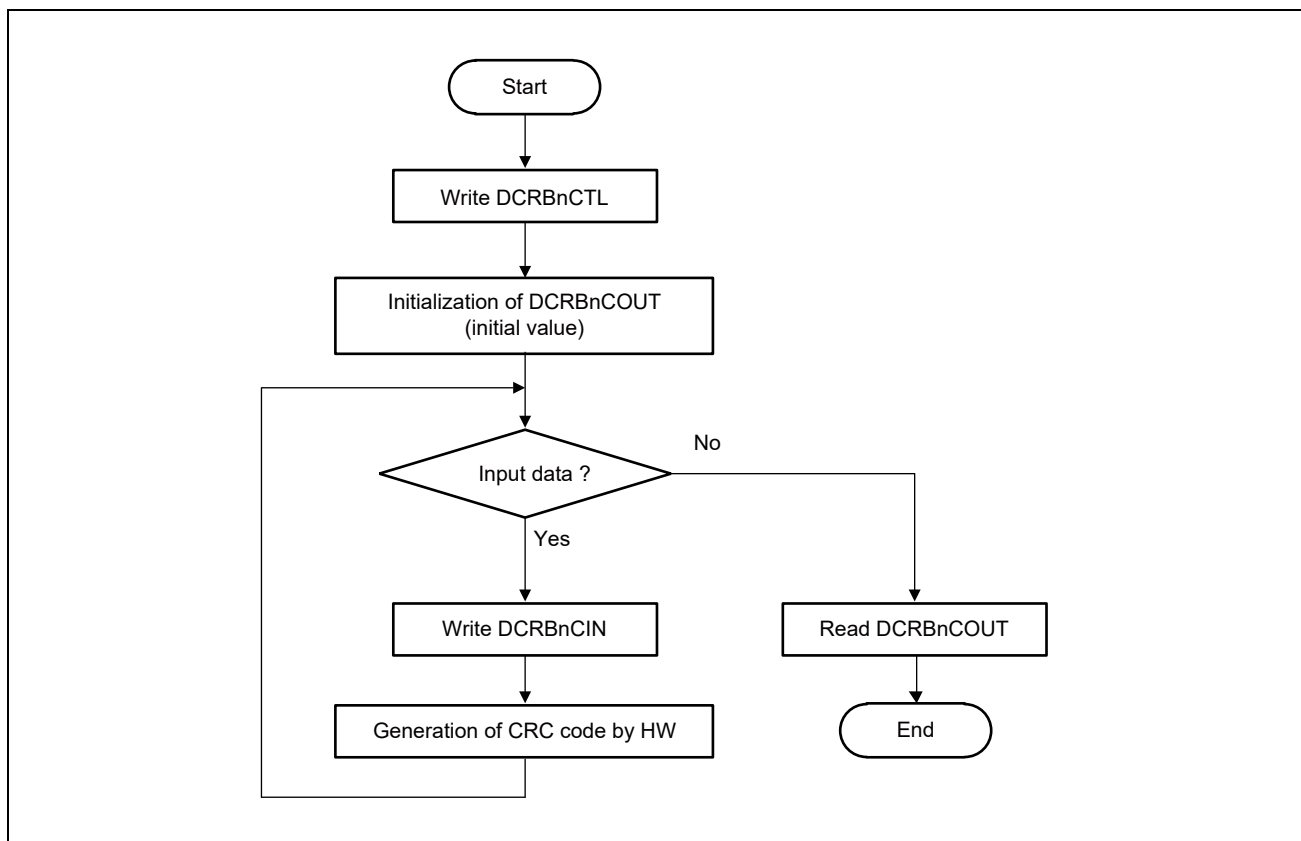 Start
Write DCRBnCTL
Initialization of DCRBnCOUT
(initial value)
Input data ?
No
Yes
Write DCRBnCIN
Read DCRBnCOUT
Generation of CRC code by HW
End